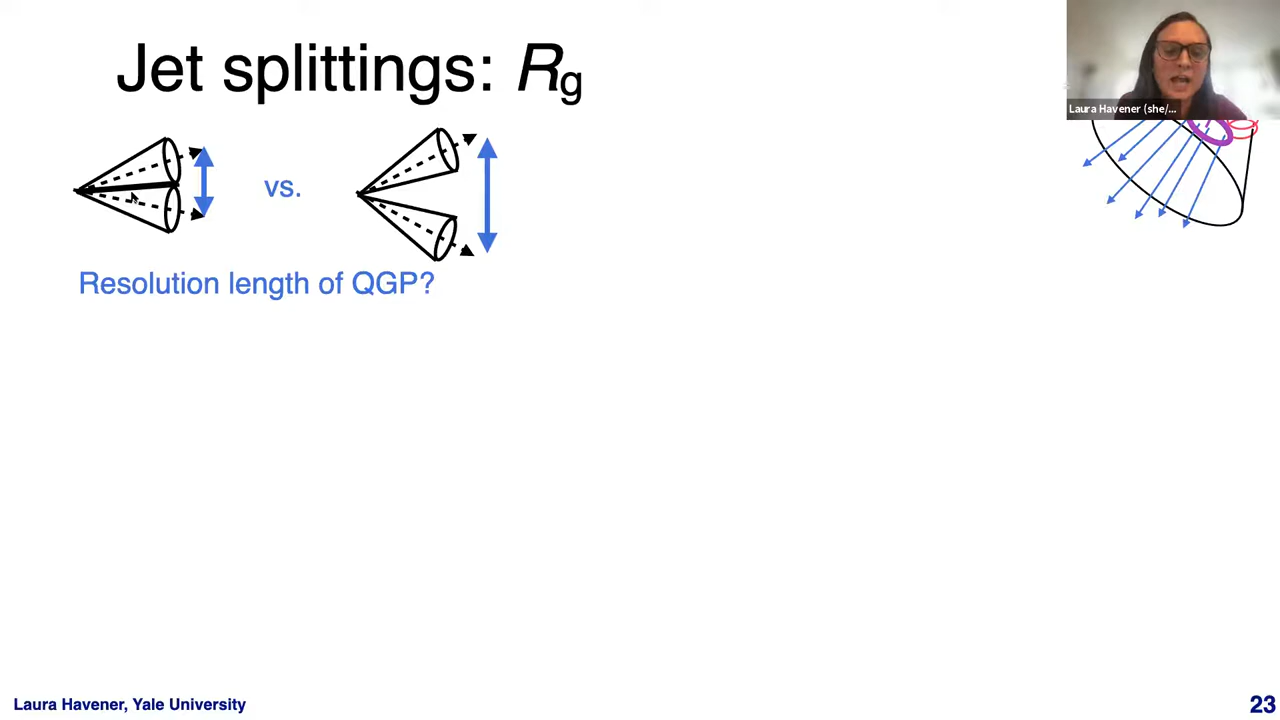 Jet splittings: Rg
Laura Havener (she/...
vs.
Resolution length of QGP?
Laura Havener, Yale University
23